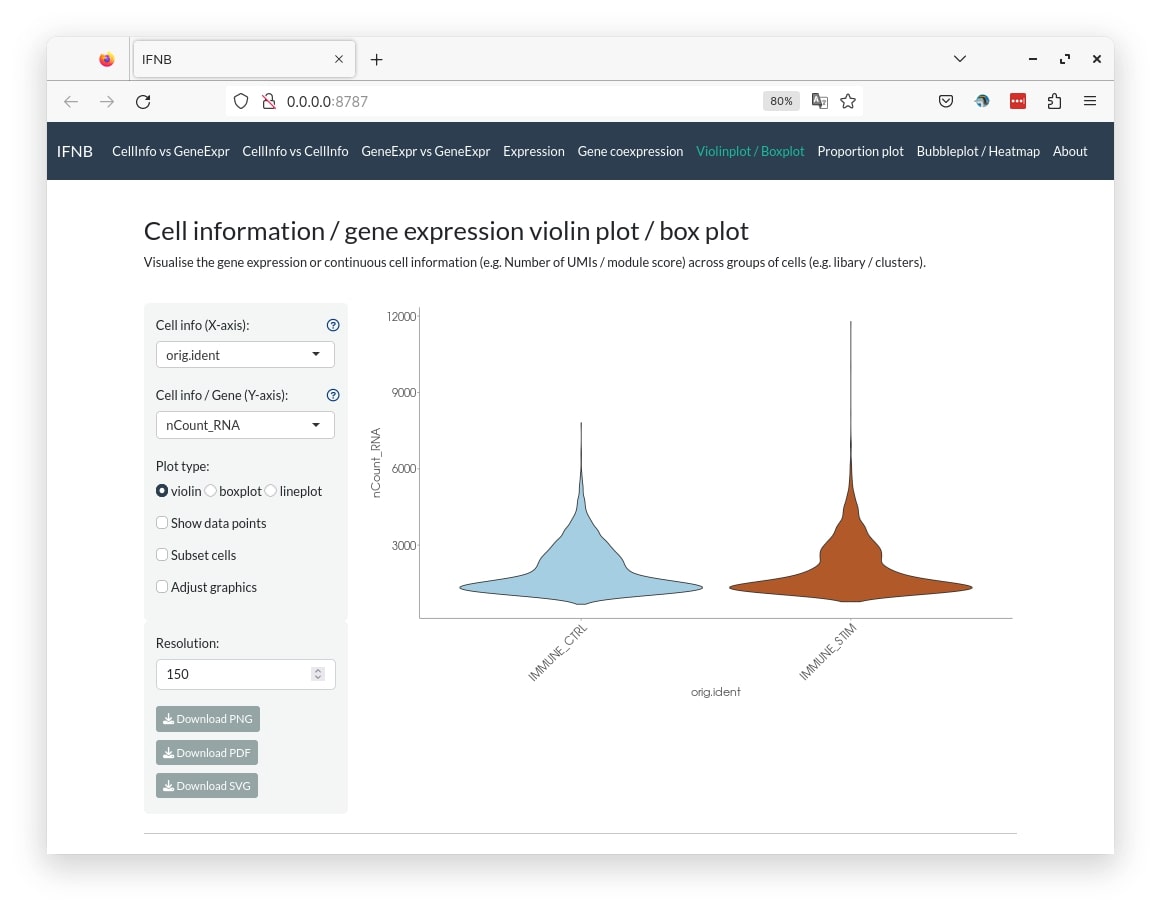 IFNB
0.0.0.0:8787
80%
IFNB CellInfo vs GeneExpr CellInfo vs CellInfo GeneExpr vs GeneExpr Expression Gene coexpression Violinplot / Boxplot Proportion plot Bubbleplot / Heatmap About
Cell information / gene expression violin plot / box plot
Visualise the gene expression or continuous cell information (e.g. Number of UMIs / module score) across groups of cells (e.g. libary / clusters).
Cell info (X-axis):
orig.ident
Cell info / Gene (Y-axis):
nCount_RNA
Plot type:
violin boxplot lineplot
Show data points
Subset cells
Adjust graphics
Resolution:
150
Download PNG
Download PDF
Download SVG
12000
9000
6000
3000
nCount_RNA
IMMUNE_CTRL
IMMUNE_STIM
orig.ident